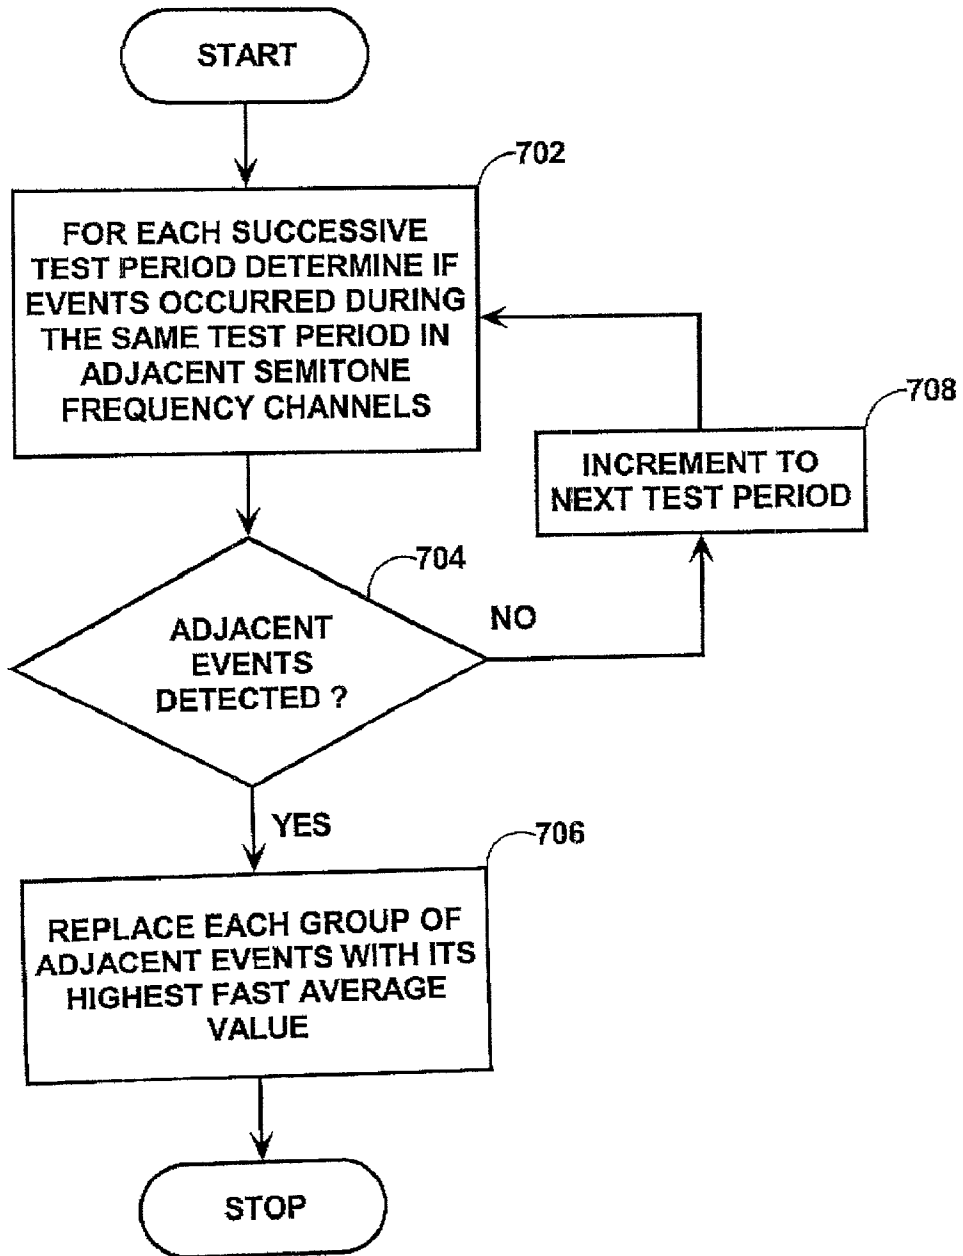 START
702
FOR EACH SUCCESSIVE
TEST PERIOD DETERMINE IF
EVENTS OCCURRED DURING
THE SAME TEST PERIOD IN
ADJACENT SEMITONE
FREQUENCY CHANNELS
708
INCREMENT TO
NEXT TEST PERIOD
704
ADJACENT
EVENTS
DETECTED ?
NO
YES
706
REPLACE EACH GROUP OF
ADJACENT EVENTS WITH ITS
HIGHEST FAST AVERAGE
VALUE
STOP